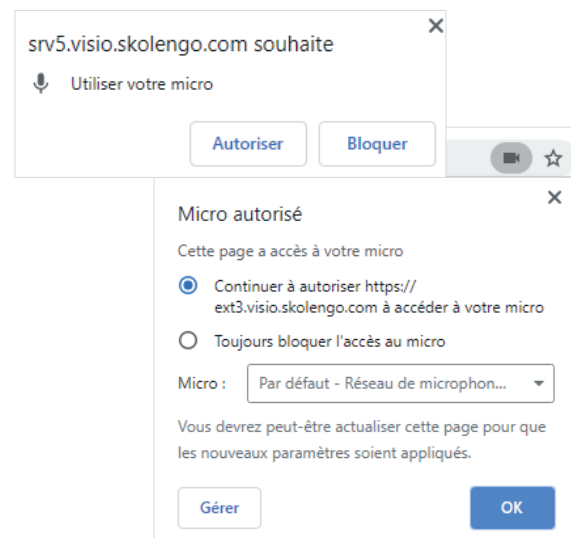 srv5.visio.skolengo.com souhaite
Utiliser votre micro
Autoriser
Bloquer
Micro autorisé
Cette page a accès à votre micro
Continuer à autoriser https://
ext3.visio.skolengo.com à accéder à votre micro
Toujours bloquer l'accès au micro
Micro :
Par défaut - Réseau de microphon...
Vous devrez peut-être actualiser cette page pour que
les nouveaux paramètres soient appliqués.
Gérer
OK